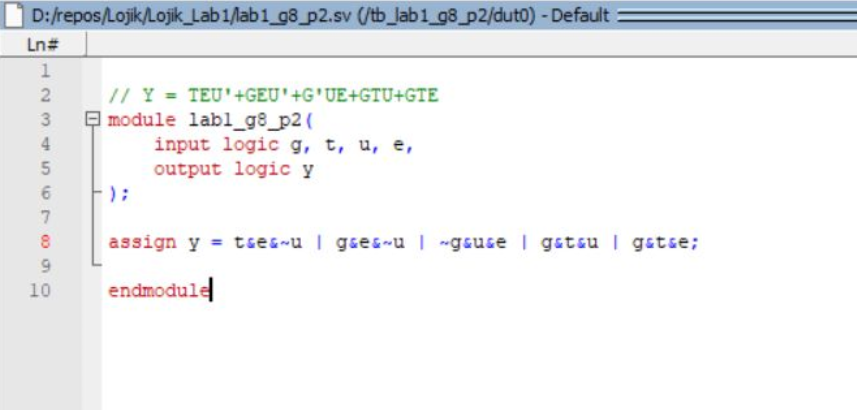 D:/repos/Lojik/Lojik_Lab1/lab1_g8_p2.sv (/tb_lab1_g8_p2/dut0) - Default
Ln#
1
2 // Y = TEU'+GEU'+G'UE+GTU+GTE
3 module lab1_g8_p2(
4 input logic g, t, u, e,
5 output logic y
6 );
7
8 assign y = t&e&~u | g&e&~u | ~g&u&e | g&t&u | g&t&e;
9
10 endmodule